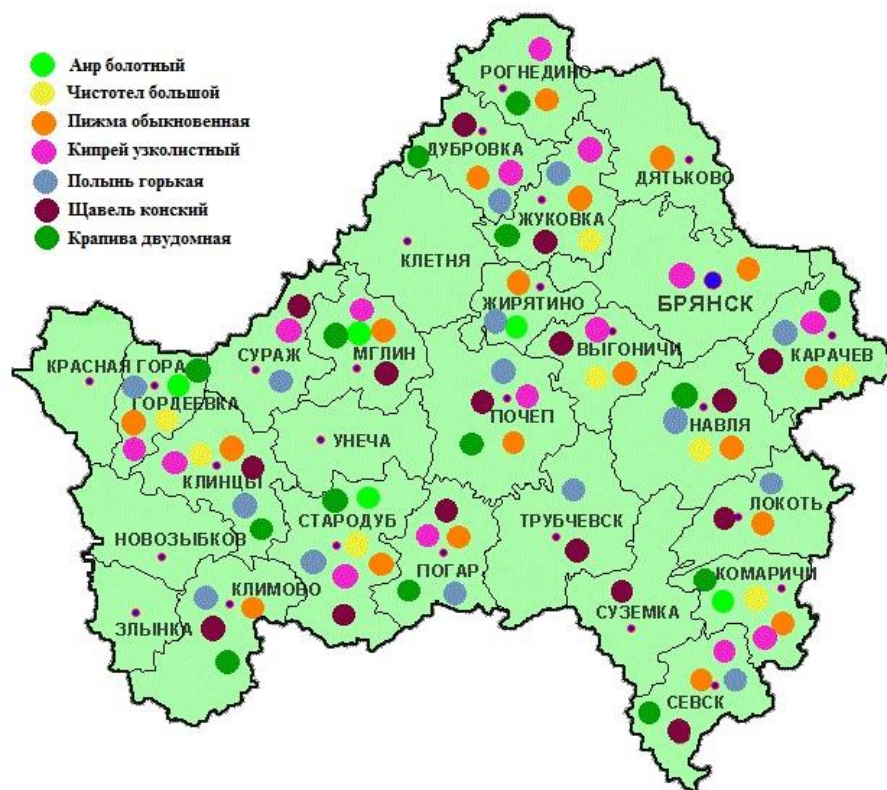 Аир болотный
Чистотел большой
Пижма обыкновенная
Кипрей узколистный
Полынь горькая
Щавель конский
Крапива двудомная
РОГНЕДИНО
ДУБРОВКА
ДЯТЬКОВО
ЖУКОВКА
КЛЕТНЯ
ЖИРЯТИНО
БРЯНСК
КРАСНАЯ ГОРА
СУРАЖ
МГЛИН
ВЫГОНИЧИ
КАРАЧЕВ
ГОРДЕЕВКА
ПОЧЕП
НАВЛЯ
УНЕЧА
КЛИНЦЫ
СТАРОДУБ
ТРУБЧЕВСК
ЛОКОТЬ
НОВОЗЫБКОВ
ПОГАР
КОМАРИЧИ
КЛИМОВО
СУЗЕМКА
ЗЛЫНКА
СЕВСК